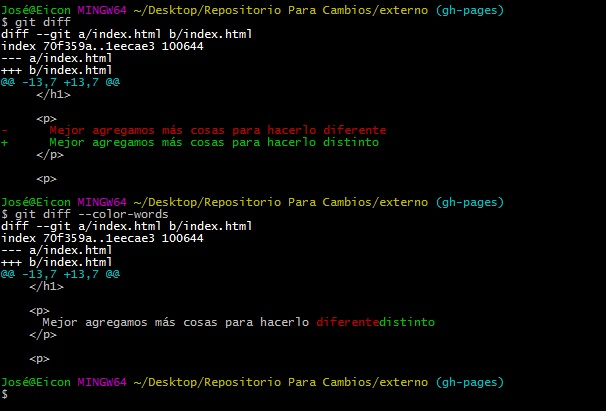 José@Eicon MINGW64 ~/Desktop/Repositorio Para Cambios/externo (gh-pages)
$ git diff
diff --git a/index.html b/index.html
index 70f359a..1eecae3 100644
--- a/index.html
+++ b/index.html
@@ -13,7 +13,7 @@
     </h1>

     <p>
-      Mejor agregamos más cosas para hacerlo diferente
+      Mejor agregamos más cosas para hacerlo distinto
     </p>

     <p>

José@Eicon MINGW64 ~/Desktop/Repositorio Para Cambios/externo (gh-pages)
$ git diff --color-words
diff --git a/index.html b/index.html
index 70f359a..1eecae3 100644
--- a/index.html
+++ b/index.html
@@ -13,7 +13,7 @@
    </h1>

    <p>
      Mejor agregamos más cosas para hacerlo diferentedistinto
    </p>

    <p>

José@Eicon MINGW64 ~/Desktop/Repositorio Para Cambios/externo (gh-pages)
$